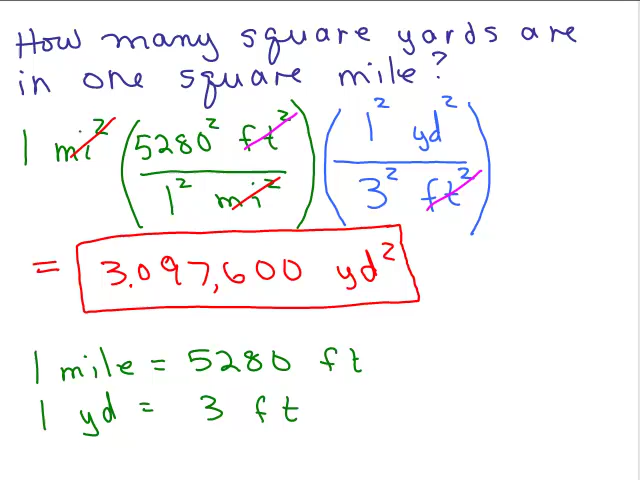 How many square yards are
in one square mile?
1 mi² (5280² ft² / 1² mi²) (1² yd² / 3² ft²)
= 3,097,600 yd²
1 mile = 5280 ft
1 yd = 3 ft